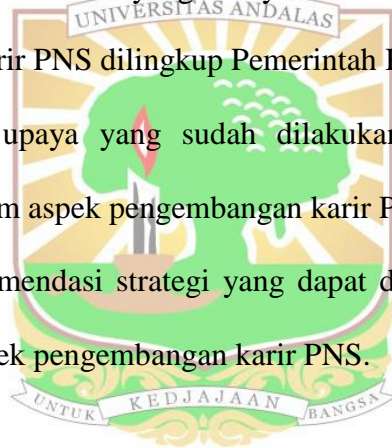 UNIVERSITAS ANDALAS
rir PNS dilingkup Pemerintah
upaya yang sudah dilakukan
m aspek pengembangan karir P
mendasi strategi yang dapat d
ek pengembangan karir PNS.
UNTUK KEDJAJAAN BANGSA